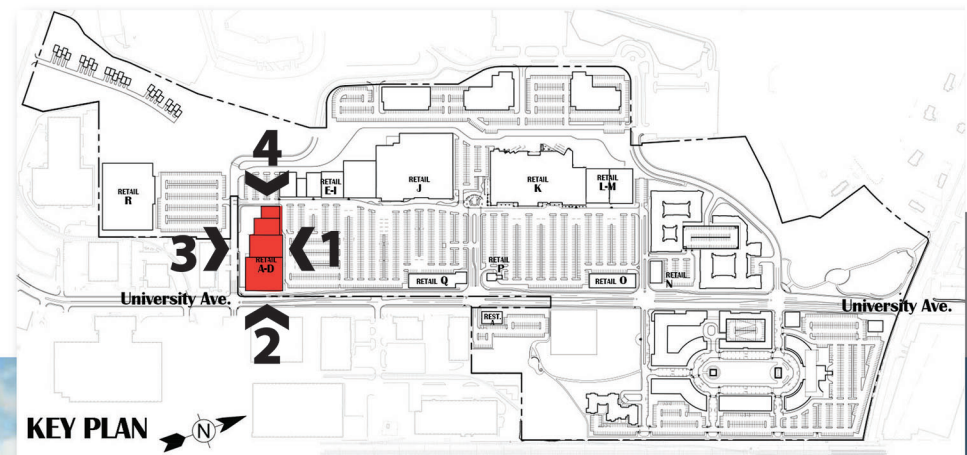 4
RETAIL
R
RETAIL
E-I
RETAIL
J
RETAIL
K
RETAIL
L-M
3
1
RETAIL
A-D
RETAIL Q
RETAIL
P
RETAIL O
RETAIL
N
University Ave.
University Ave.
2
REST.
KEY PLAN
N